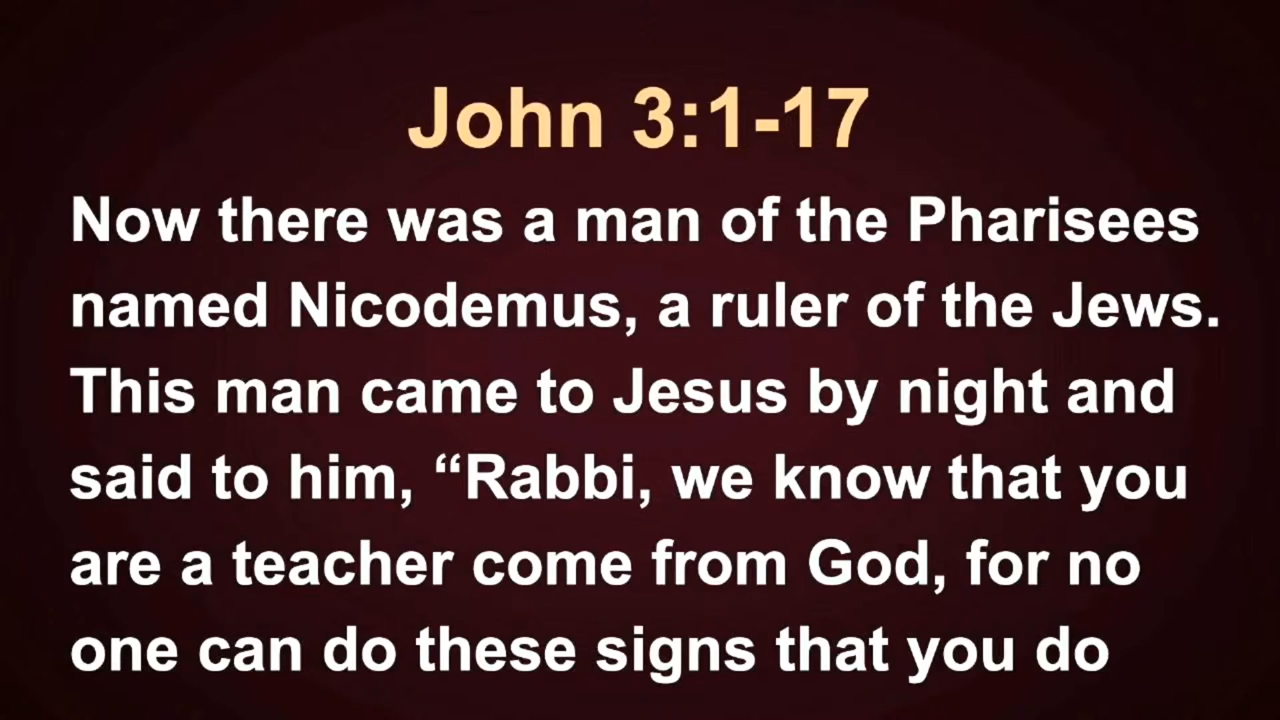 John 3:1-17
Now there was a man of the Pharisees
named Nicodemus, a ruler of the Jews.
This man came to Jesus by night and
said to him, “Rabbi, we know that you
are a teacher come from God, for no
one can do these signs that you do